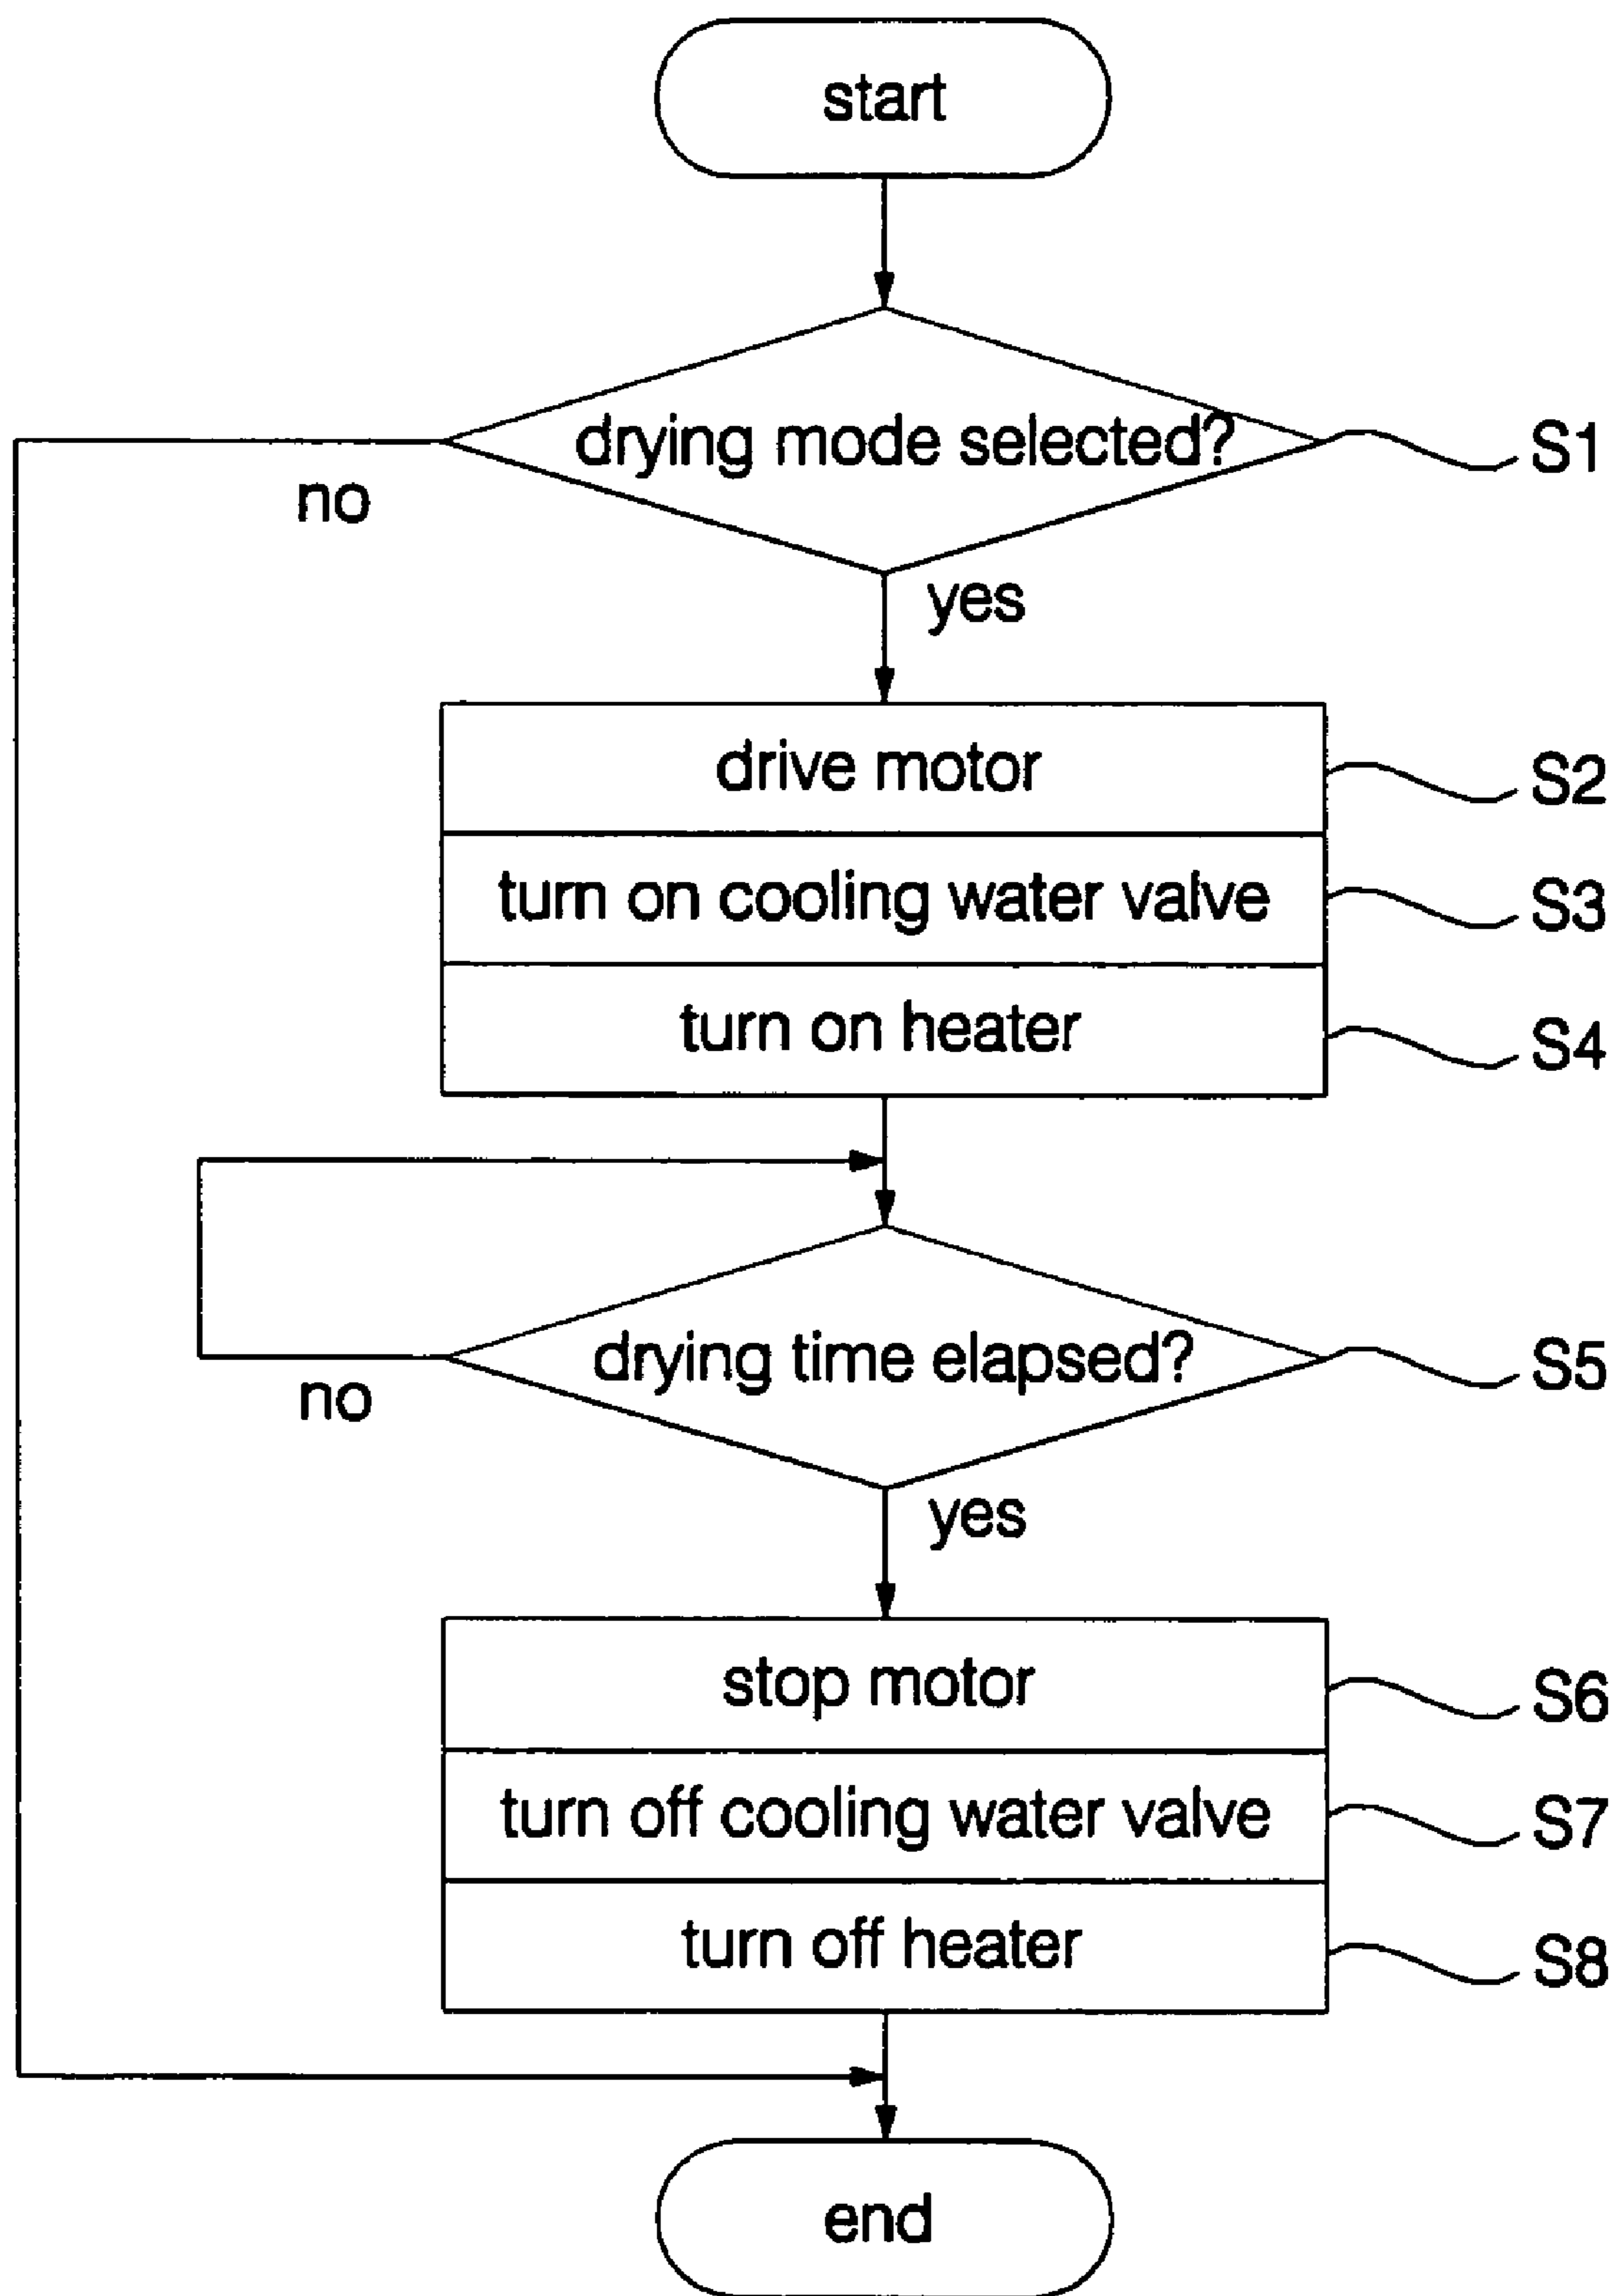 start
drying mode selected?
S1
no
yes
drive motor
S2
turn on cooling water valve
S3
turn on heater
S4
drying time elapsed?
S5
no
yes
stop motor
S6
turn off cooling water valve
S7
turn off heater
S8
end